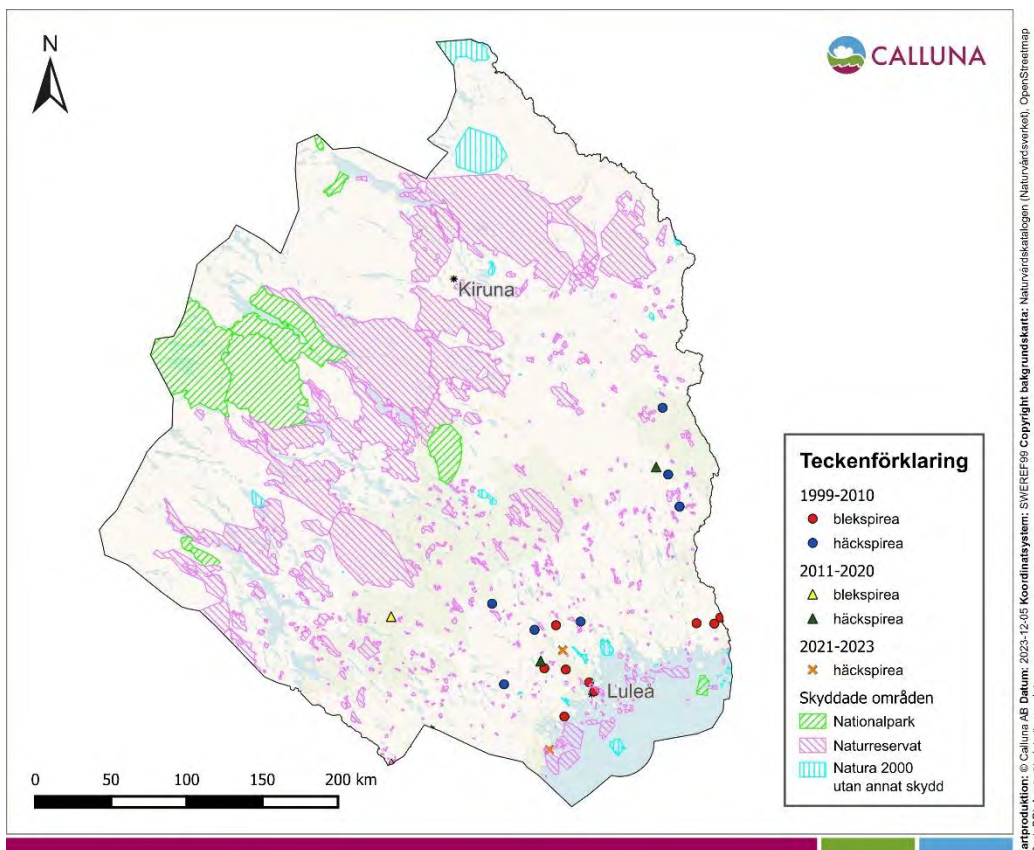 N
CALLUNA
Kiruna
Luleå
0 50 100 150 200 km
Teckenförklaring
1999-2010
blekspirea
häckspirea
2011-2020
blekspirea
häckspirea
2021-2023
häckspirea
Skyddade områden
Nationalpark
Naturreservat
Natura 2000
utan annat skydd
artproduktion: © Calluna AB Datum: 2023-12-05 Koordinatsystem: SWEREF99 Copyright bakgrundskarta: Naturvårdskatalogen (Naturvårdsverket), OpenStreetmap